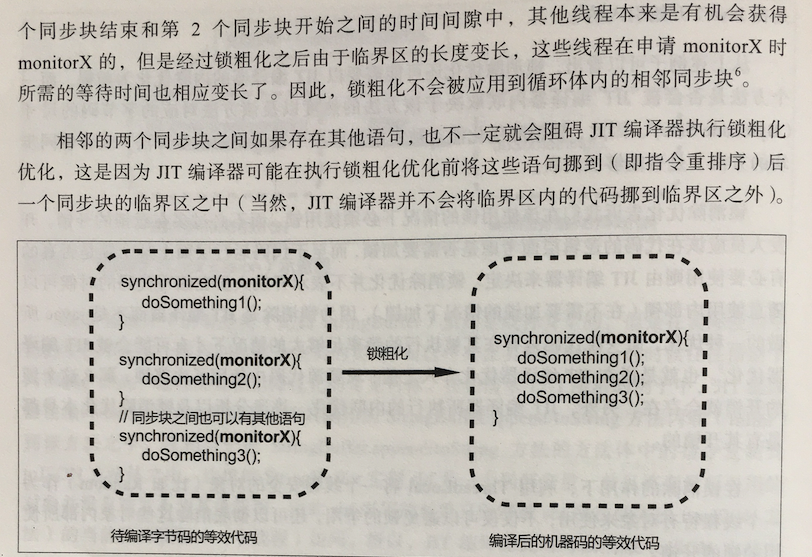 个同步块结束和第 2 个同步块开始之间的时间间隙中，其他线程本来是有机会获得
monitorX 的，但是经过锁粗化之后由于临界区的长度变长，这些线程在申请 monitorX 时
所需的等待时间也相应变长了。因此，锁粗化不会被应用到循环体内的相邻同步块6。
相邻的两个同步块之间如果存在其他语句，也不一定就会阻碍 JIT 编译器执行锁粗化
优化，这是因为 JIT 编译器可能在执行锁粗化优化前将这些语句挪到（即指令重排序）后
一个同步块的临界区之中（当然，JIT 编译器并不会将临界区内的代码挪到临界区之外）。
synchronized(monitorX){
doSomething1();
}
synchronized(monitorX){
doSomething2();
}
// 同步块之间也可以有其他语句
synchronized(monitorX){
doSomething3();
}
待编译字节码的等效代码
锁粗化
synchronized(monitorX){
doSomething1();
doSomething2();
doSomething3();
}
编译后的机器码的等效代码